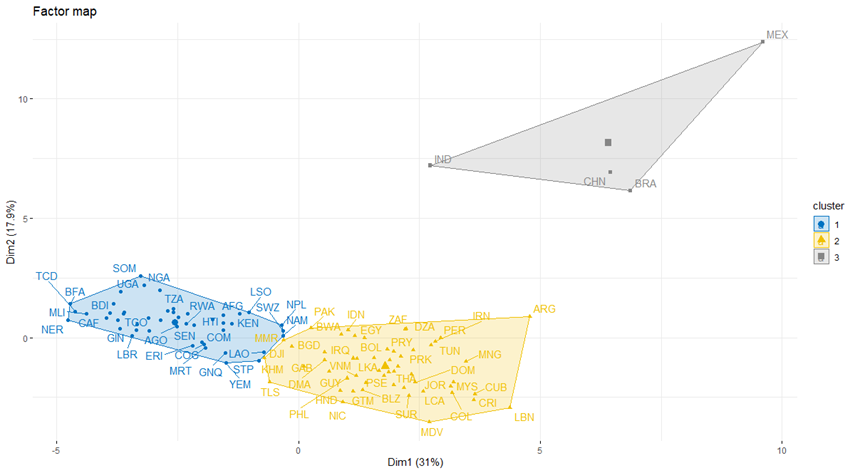 Factor map
MEX
10
IND
CHN
BRA
cluster
1
2
3
Dim2 (17.9%)
5
SOM
NGA
TCD
BFA
UGA
TZA
RWA
AFG
LSO
SWZ
NPL
MLI
BDI
NAM
NER
CAF
TGO
HTI
KEN
GIN
AGO
SEN
COM
LBR
ERI
COG
LAO
MRT
GNQ
STP
YEM
0
PAK
IDN
ZAF
IRN
ARG
BWA
EGY
DZA
PER
MMR
BGD
BOL
PRY
DJI
IRQ
TUN
MNG
KHM
GAB
VNM
LKA
PRK
DOM
TLS
DMA
GUY
PSE
THA
JOR
MYS
CUB
PHL
HND
GTM
BLZ
LCA
CRI
NIC
SUR
COL
LBN
MDV
-5
0
5
10
Dim1 (31%)